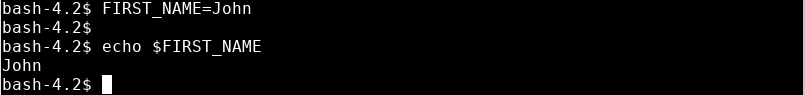 bash-4.2$ FIRST_NAME=John
bash-4.2$
bash-4.2$ echo $FIRST_NAME
John
bash-4.2$